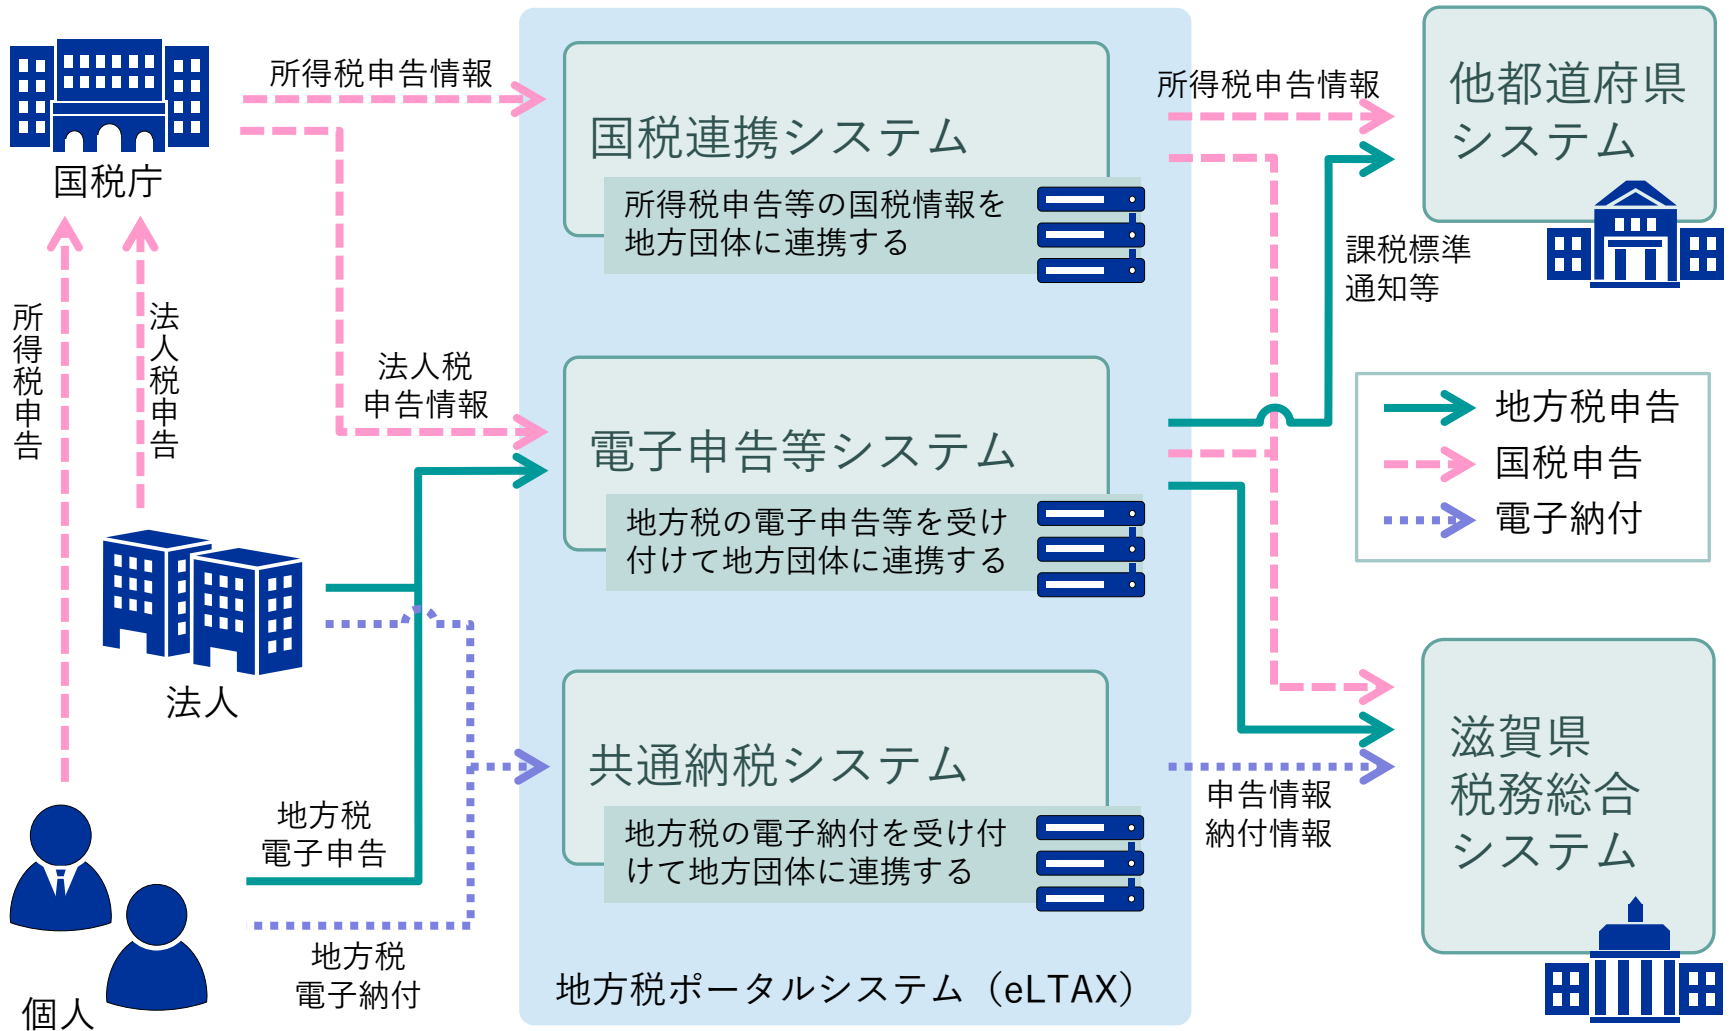 国税庁
所得税申告情報
所得税申告
法人税申告
法人税
申告情報
法人
個人
地方税
電子申告
地方税
電子納付
国税連携システム
所得税申告等の国税情報を
地方団体に連携する
電子申告等システム
地方税の電子申告等を受け
付けて地方団体に連携する
共通納税システム
地方税の電子納付を受け付
けて地方団体に連携する
地方税ポータルシステム（eLTAX）
所得税申告情報
他都道府県
システム
課税標準
通知等
地方税申告
国税申告
電子納付
申告情報
納付情報
滋賀県
税務総合
システム